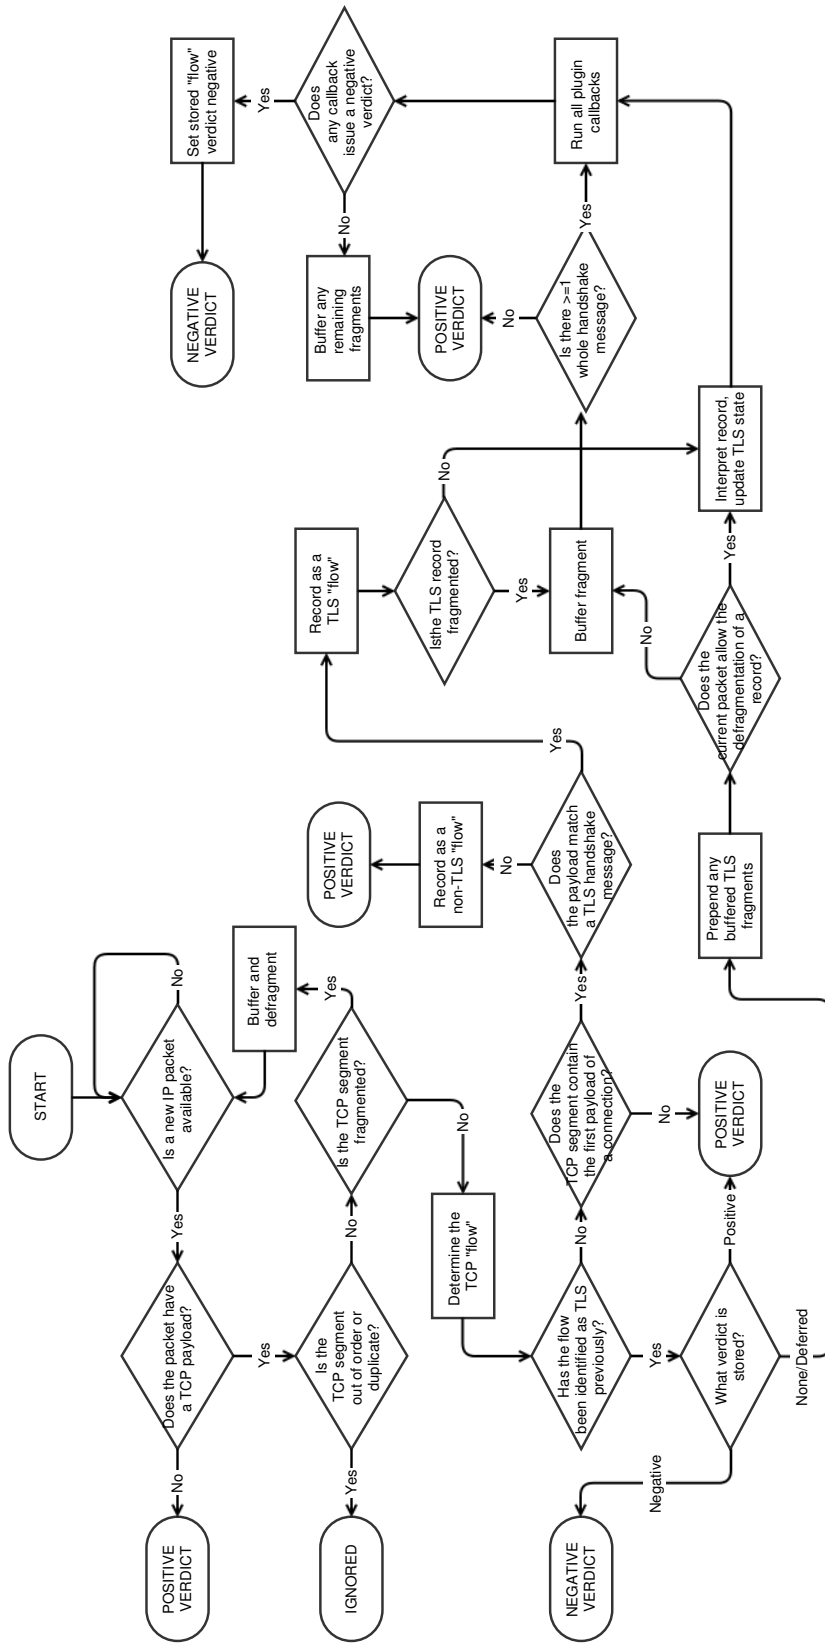 START
Is a new IP packet
available?
No
Yes
Does the packet have
a TCP payload?
No
POSITIVE
VERDICT
Yes
Is the
TCP segment
out of order or
duplicate?
Yes
IGNORED
No
Is the TCP segment
fragmented?
Yes
Buffer and
defragment
No
Determine the
TCP "flow"
Has the flow
been identified as TLS
previously?
Yes
What verdict is
stored?
Negative
NEGATIVE
VERDICT
Positive
POSITIVE
VERDICT
None/Deferred
No
Does the
TCP segment contain
the first payload of
a connection?
No
Yes
Does
the payload match
a TLS handshake
message?
No
Record as a
non-TLS "flow"
POSITIVE
VERDICT
Yes
Record as a
TLS "flow"
Isthe TLS record
fragmented?
Yes
No
Buffer fragment
Prepend any
buffered TLS
fragments
Does the
current packet allow the
defragmentation of a
record?
No
Yes
Interpret record,
update TLS state
Is there >=1
whole handshake
message?
No
POSITIVE
VERDICT
Yes
Run all plugin
callbacks
Does
any callback
issue a negative
verdict?
No
Buffer any
remaining
fragments
Yes
Set stored "flow"
verdict negative
NEGATIVE
VERDICT